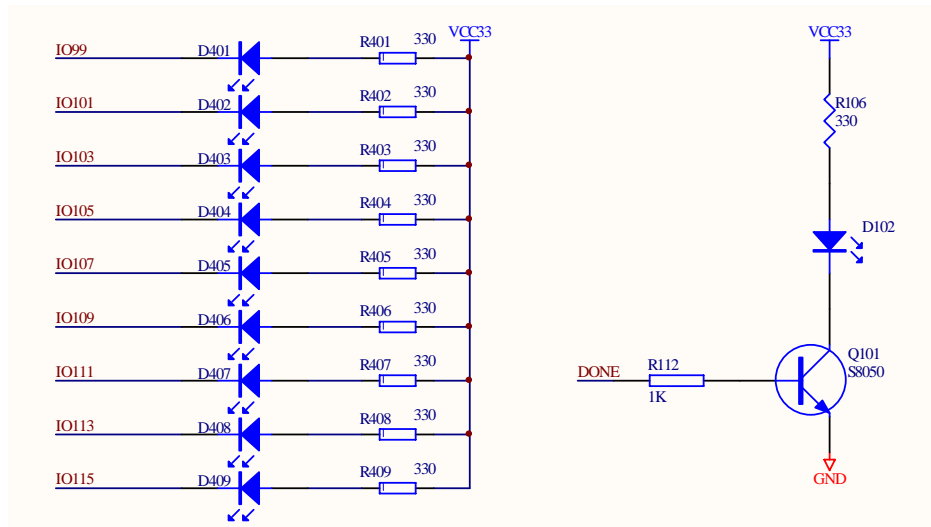 VCC33
IO99 D401 R401 330
IO101 D402 R402 330
IO103 D403 R403 330
IO105 D404 R404 330
IO107 D405 R405 330
IO109 D406 R406 330
IO111 D407 R407 330
IO113 D408 R408 330
IO115 D409 R409 330
VCC33
R106
330
D102
Q101
S8050
DONE
R112
1K
GND